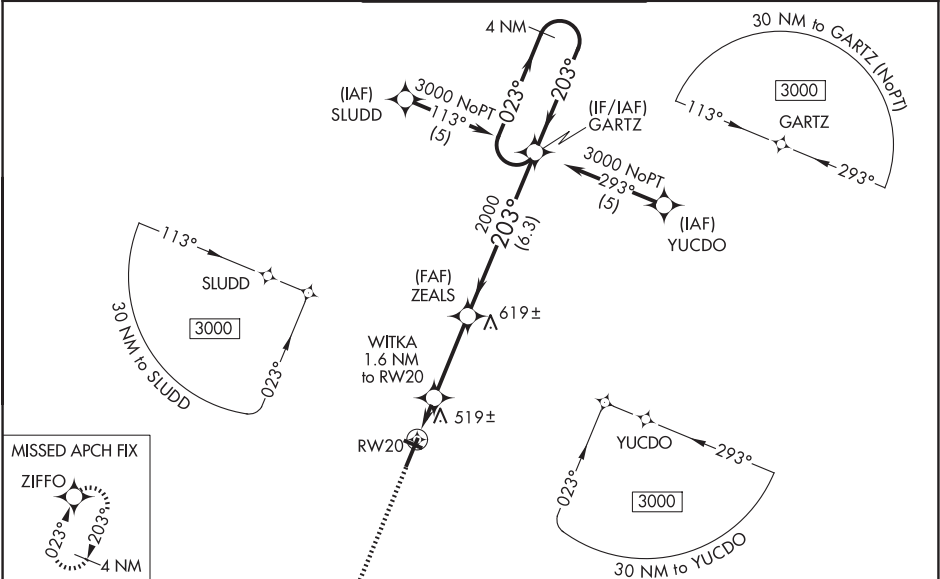 4 NM
023°
203°
(IAF)
SLUDD
3000 NoPT
113°
(5)
(IF/IAF)
GARTZ
3000 NoPT
293°
(5)
(IAF)
YUCDO
30 NM to GARTZ (NoPT)
3000
GARTZ
113°
293°
2000
203°
(6.3)
(FAF)
ZEALS
619±
WITKA
1.6 NM
to RW20
519±
RW20
113°
SLUDD
3000
30 NM to SLUDD
023°
YUCDO
293°
023°
3000
30 NM to YUCDO
MISSED APCH FIX
ZIFFO
023°
203°
4 NM